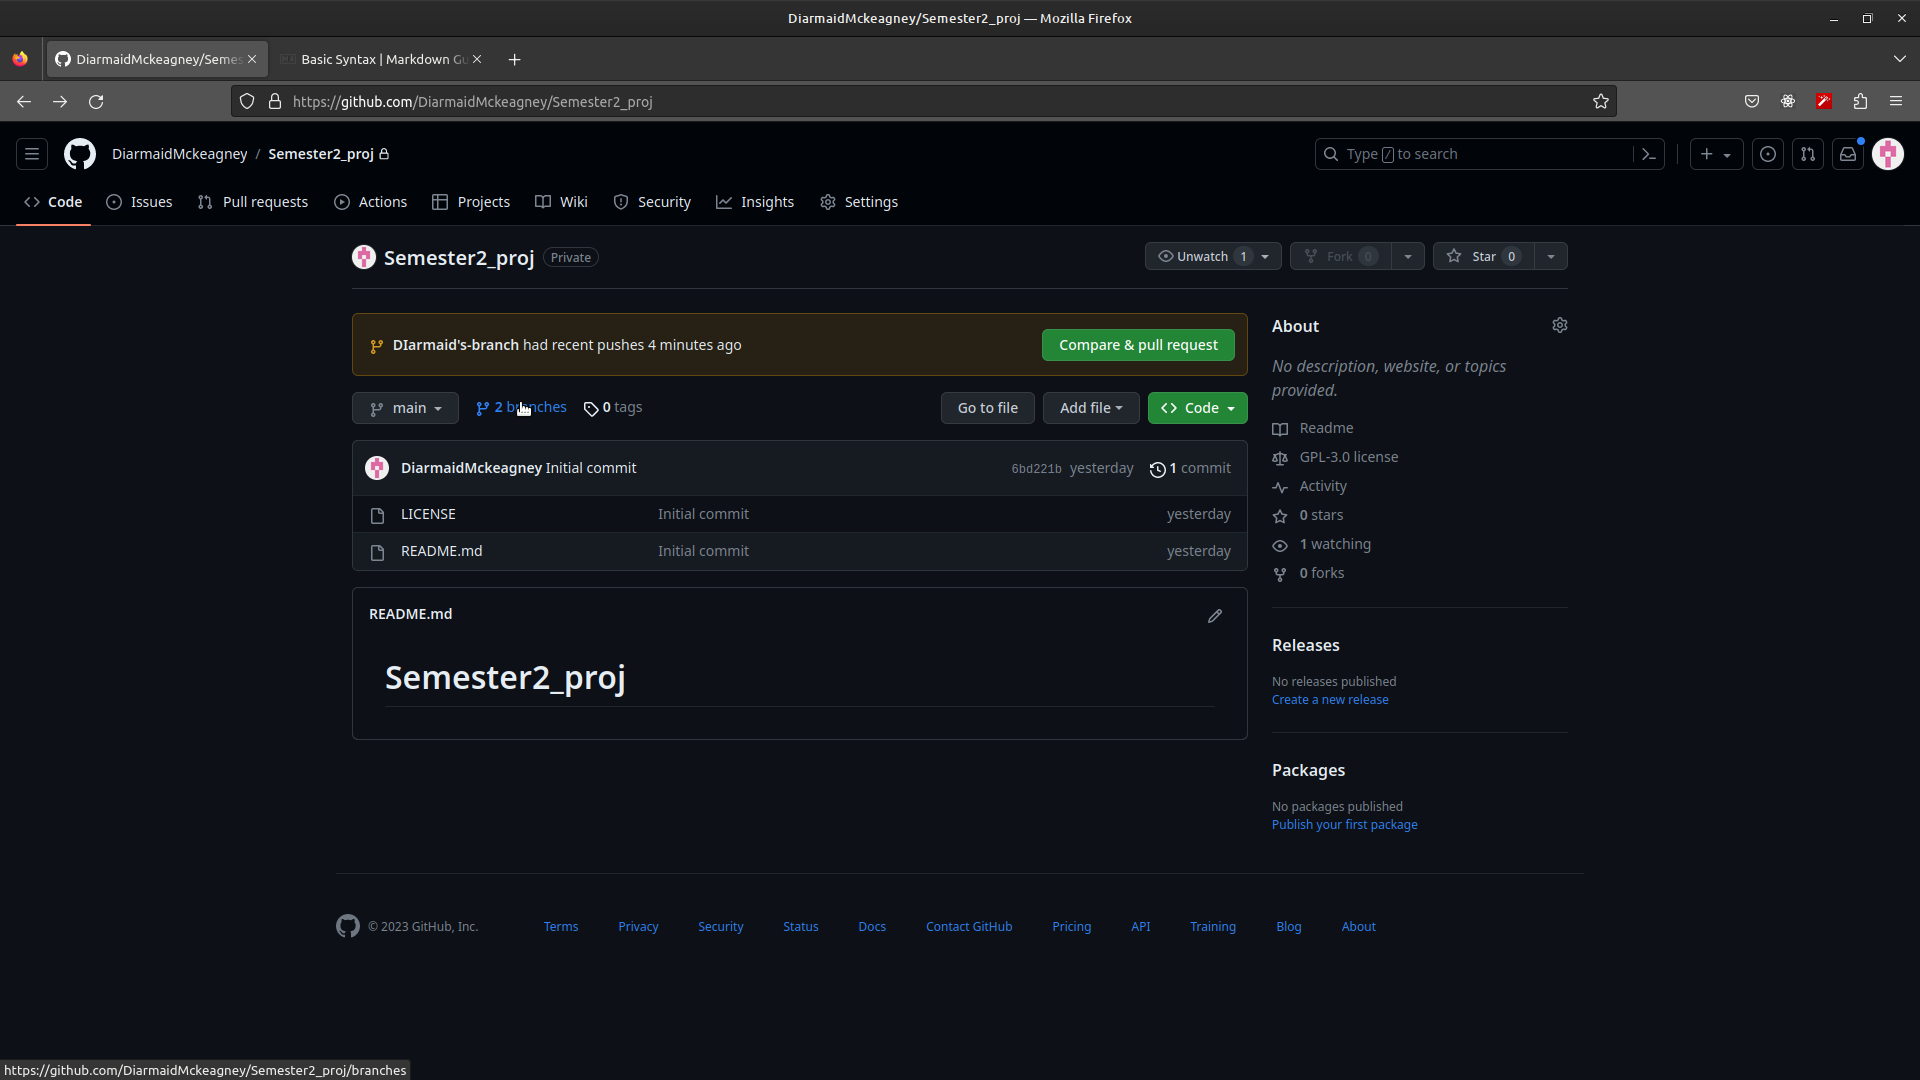 DiarmaidMckeagney/Semester2_proj — Mozilla Firefox
DiarmaidMckeagney/Semes
Basic Syntax | Markdown Gu
https://github.com/DiarmaidMckeagney/Semester2_proj
DiarmaidMckeagney / Semester2_proj
Type / to search
Code Issues Pull requests Actions Projects Wiki Security Insights Settings
Semester2_proj Private
Unwatch 1 Fork 0 Star 0
DIarmaid's-branch had recent pushes 4 minutes ago
Compare & pull request
main 2 branches 0 tags
Go to file Add file Code
DiarmaidMckeagney Initial commit 6bd221b yesterday 1 commit
LICENSE Initial commit yesterday
README.md Initial commit yesterday
README.md
Semester2_proj
About
No description, website, or topics
provided.
Readme
GPL-3.0 license
Activity
0 stars
1 watching
0 forks
Releases
No releases published
Create a new release
Packages
No packages published
Publish your first package
© 2023 GitHub, Inc. Terms Privacy Security Status Docs Contact GitHub Pricing API Training Blog About
https://github.com/DiarmaidMckeagney/Semester2_proj/branches